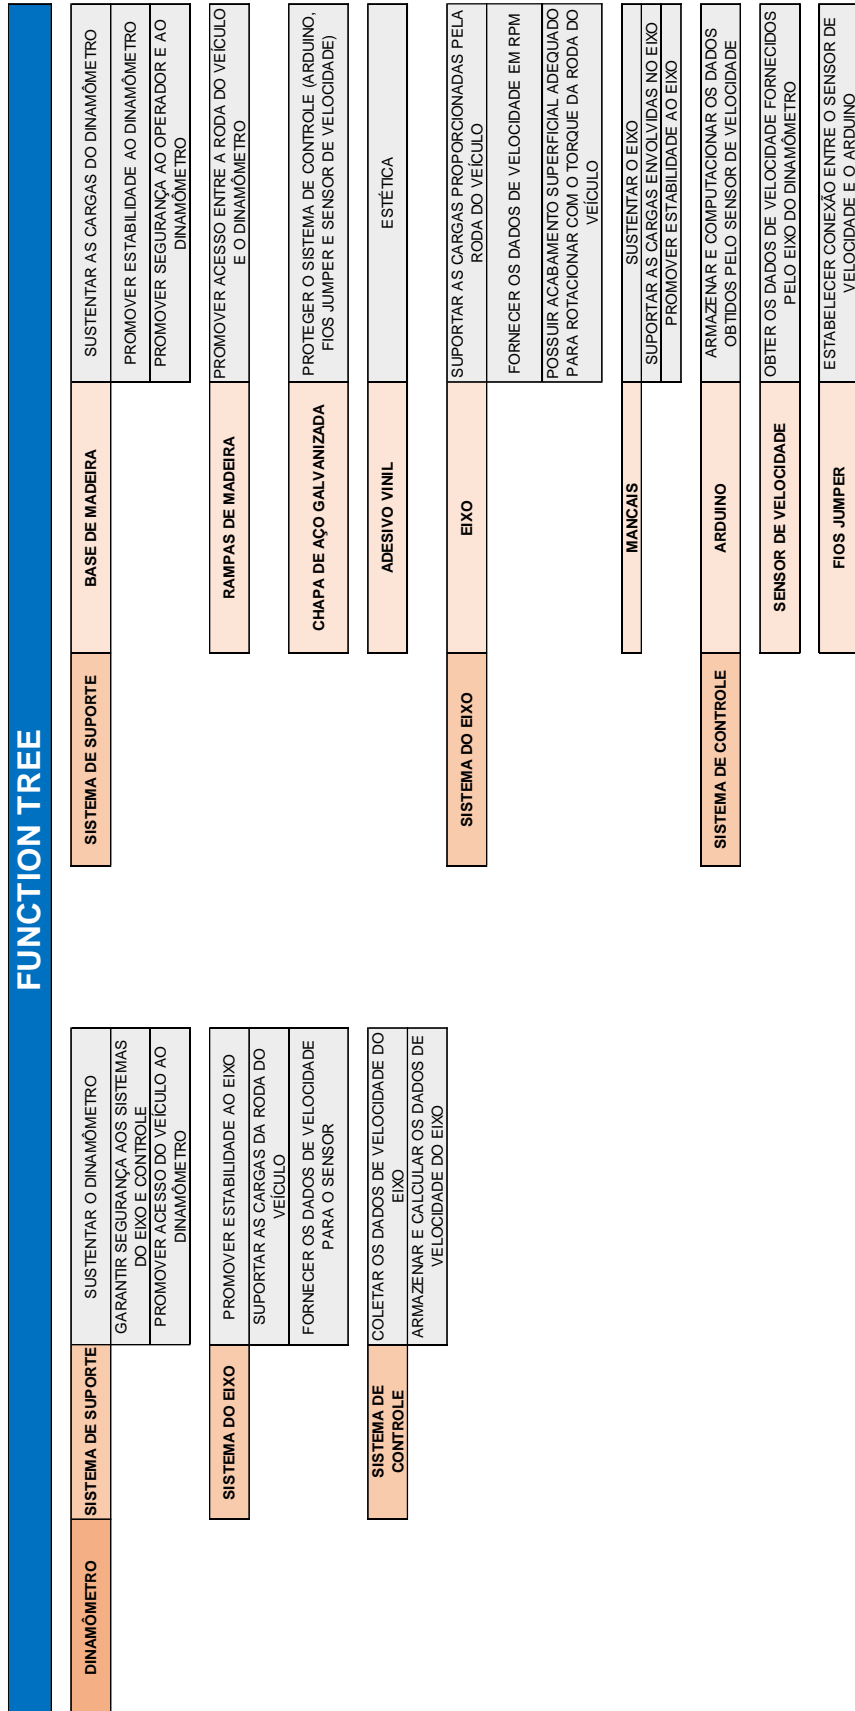 FUNCTION TREE
DINAMÔMETRO
SISTEMA DE SUPORTE
SUSTENTAR O DINAMÔMETRO
GARANTIR SEGURANÇA AOS SISTEMAS
DO EIXO E CONTROLE
PROMOVER ACESSO DO VEÍCULO AO
DINAMÔMETRO
SISTEMA DO EIXO
PROMOVER ESTABILIDADE AO EIXO
SUPORTAR AS CARGAS DA RODA DO
VEÍCULO
FORNECER OS DADOS DE VELOCIDADE
PARA O SENSOR
SISTEMA DE
CONTROLE
COLETAR OS DADOS DE VELOCIDADE DO
EIXO
ARMAZENAR E CALCULAR OS DADOS DE
VELOCIDADE DO EIXO
SISTEMA DE SUPORTE
BASE DE MADEIRA
SUSTENTAR AS CARGAS DO DINAMÔMETRO
PROMOVER ESTABILIDADE AO DINAMÔMETRO
PROMOVER SEGURANÇA AO OPERADOR E AO
DINAMÔMETRO
RAMPAS DE MADEIRA
PROMOVER ACESSO ENTRE A RODA DO VEÍCULO
E O DINAMÔMETRO
CHAPA DE AÇO GALVANIZADA
PROTEGER O SISTEMA DE CONTROLE (ARDUINO,
FIOS JUMPER E SENSOR DE VELOCIDADE)
ADESIVO VINIL
ESTÉTICA
SISTEMA DO EIXO
EIXO
SUPORTAR AS CARGAS PROPORCIONADAS PELA
RODA DO VEÍCULO
FORNECER OS DADOS DE VELOCIDADE EM RPM
POSSUIR ACABAMENTO SUPERFICIAL ADEQUADO
PARA ROTACIONAR COM O TORQUE DA RODA DO
VEÍCULO
MANCAIS
SUSTENTAR O EIXO
SUPORTAR AS CARGAS ENVOLVIDAS NO EIXO
PROMOVER ESTABILIDADE AO EIXO
SISTEMA DE CONTROLE
ARDUINO
ARMAZENAR E COMPUTACIONAR OS DADOS
OBTIDOS PELO SENSOR DE VELOCIDADE
SENSOR DE VELOCIDADE
OBTER OS DADOS DE VELOCIDADE FORNECIDOS
PELO EIXO DO DINAMÔMETRO
FIOS JUMPER
ESTABELECER CONEXÃO ENTRE O SENSOR DE
VELOCIDADE E O ARDUINO